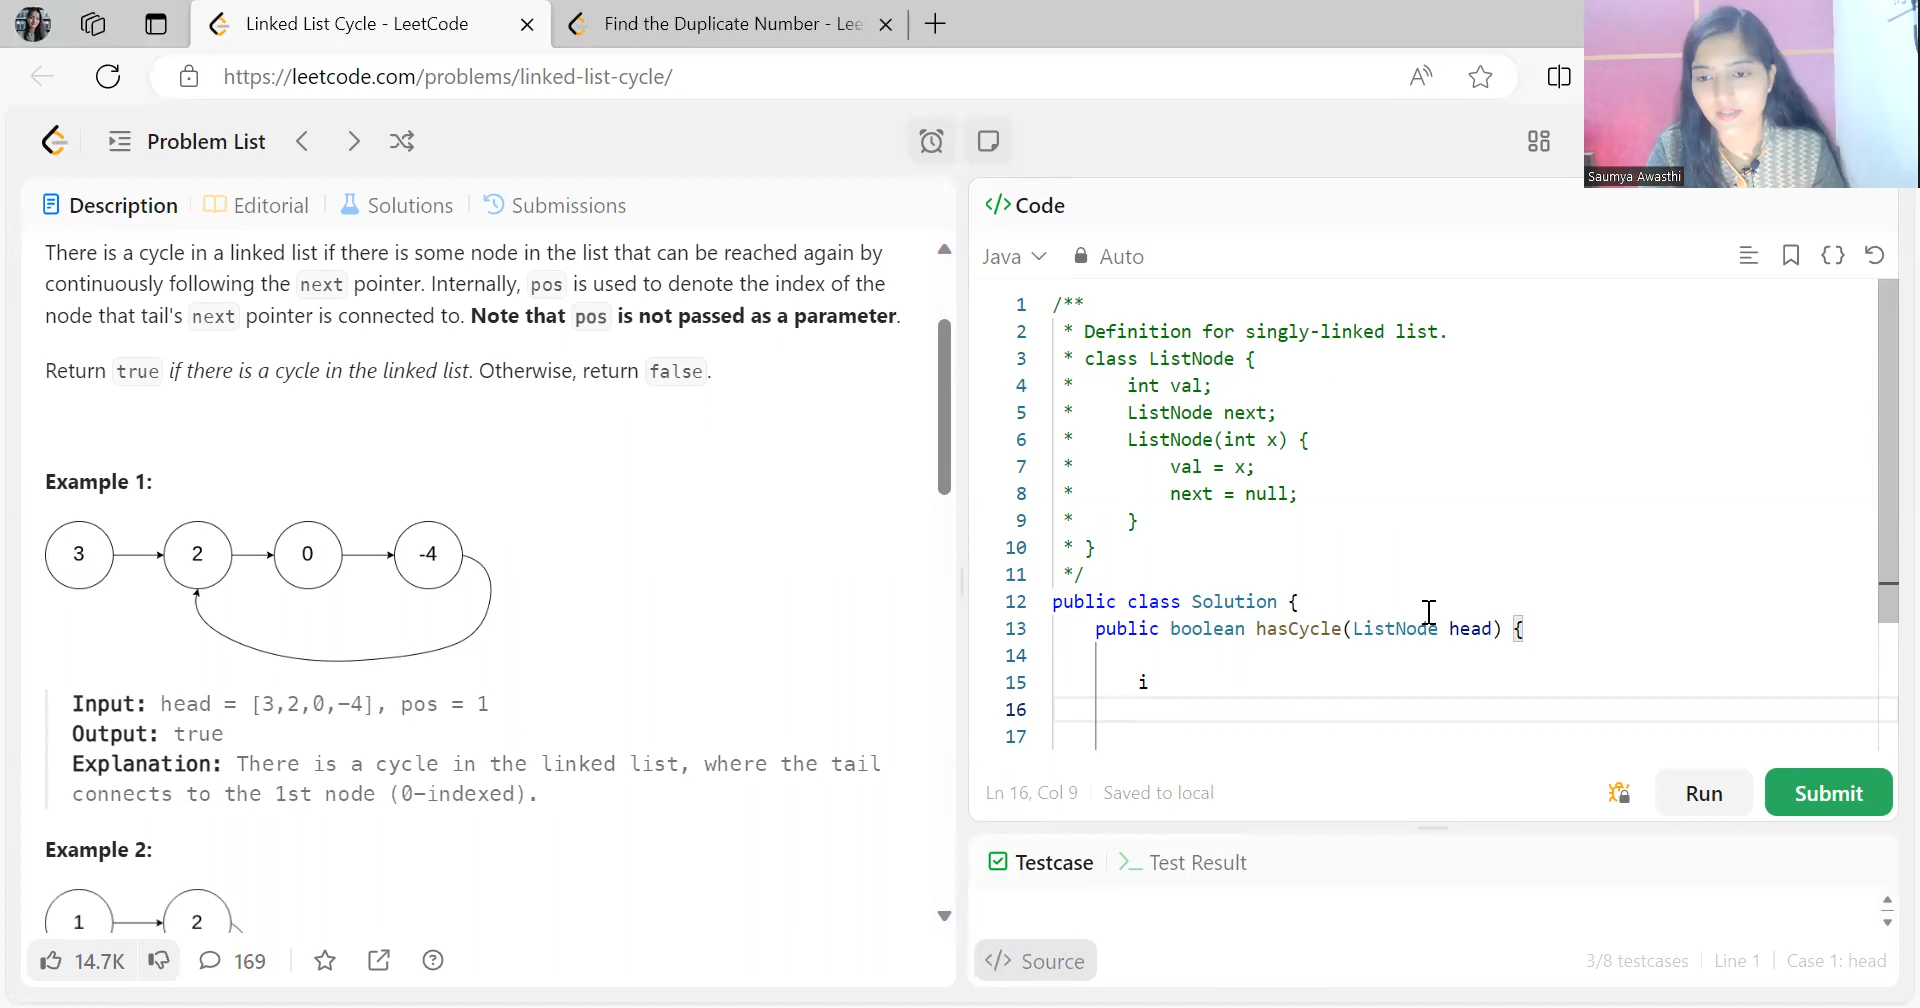 Linked List Cycle - LeetCode
Find the Duplicate Number - Lee
https://leetcode.com/problems/linked-list-cycle/
Saumya Awasthi
Problem List
Description
Editorial
Solutions
Submissions
There is a cycle in a linked list if there is some node in the list that can be reached again by
continuously following the next pointer. Internally, pos is used to denote the index of the
node that tail's next pointer is connected to. Note that pos is not passed as a parameter.
Return true if there is a cycle in the linked list. Otherwise, return false.
Example 1:
3
2
0
-4
Input: head = [3,2,0,-4], pos = 1
Output: true
Explanation: There is a cycle in the linked list, where the tail
connects to the 1st node (0-indexed).
Example 2:
1
2
14.7K
169
</> Code
Java
Auto
1 /**
2 * Definition for singly-linked list.
3 * class ListNode {
4 * int val;
5 * ListNode next;
6 * ListNode(int x) {
7 * val = x;
8 * next = null;
9 * }
10 * }
11 */
12 public class Solution {
13 public boolean hasCycle(ListNode head) {
14
15 i
16
17
Ln 16, Col 9
Saved to local
Run
Submit
Testcase
Test Result
</> Source
3/8 testcases
Line 1
Case 1: head